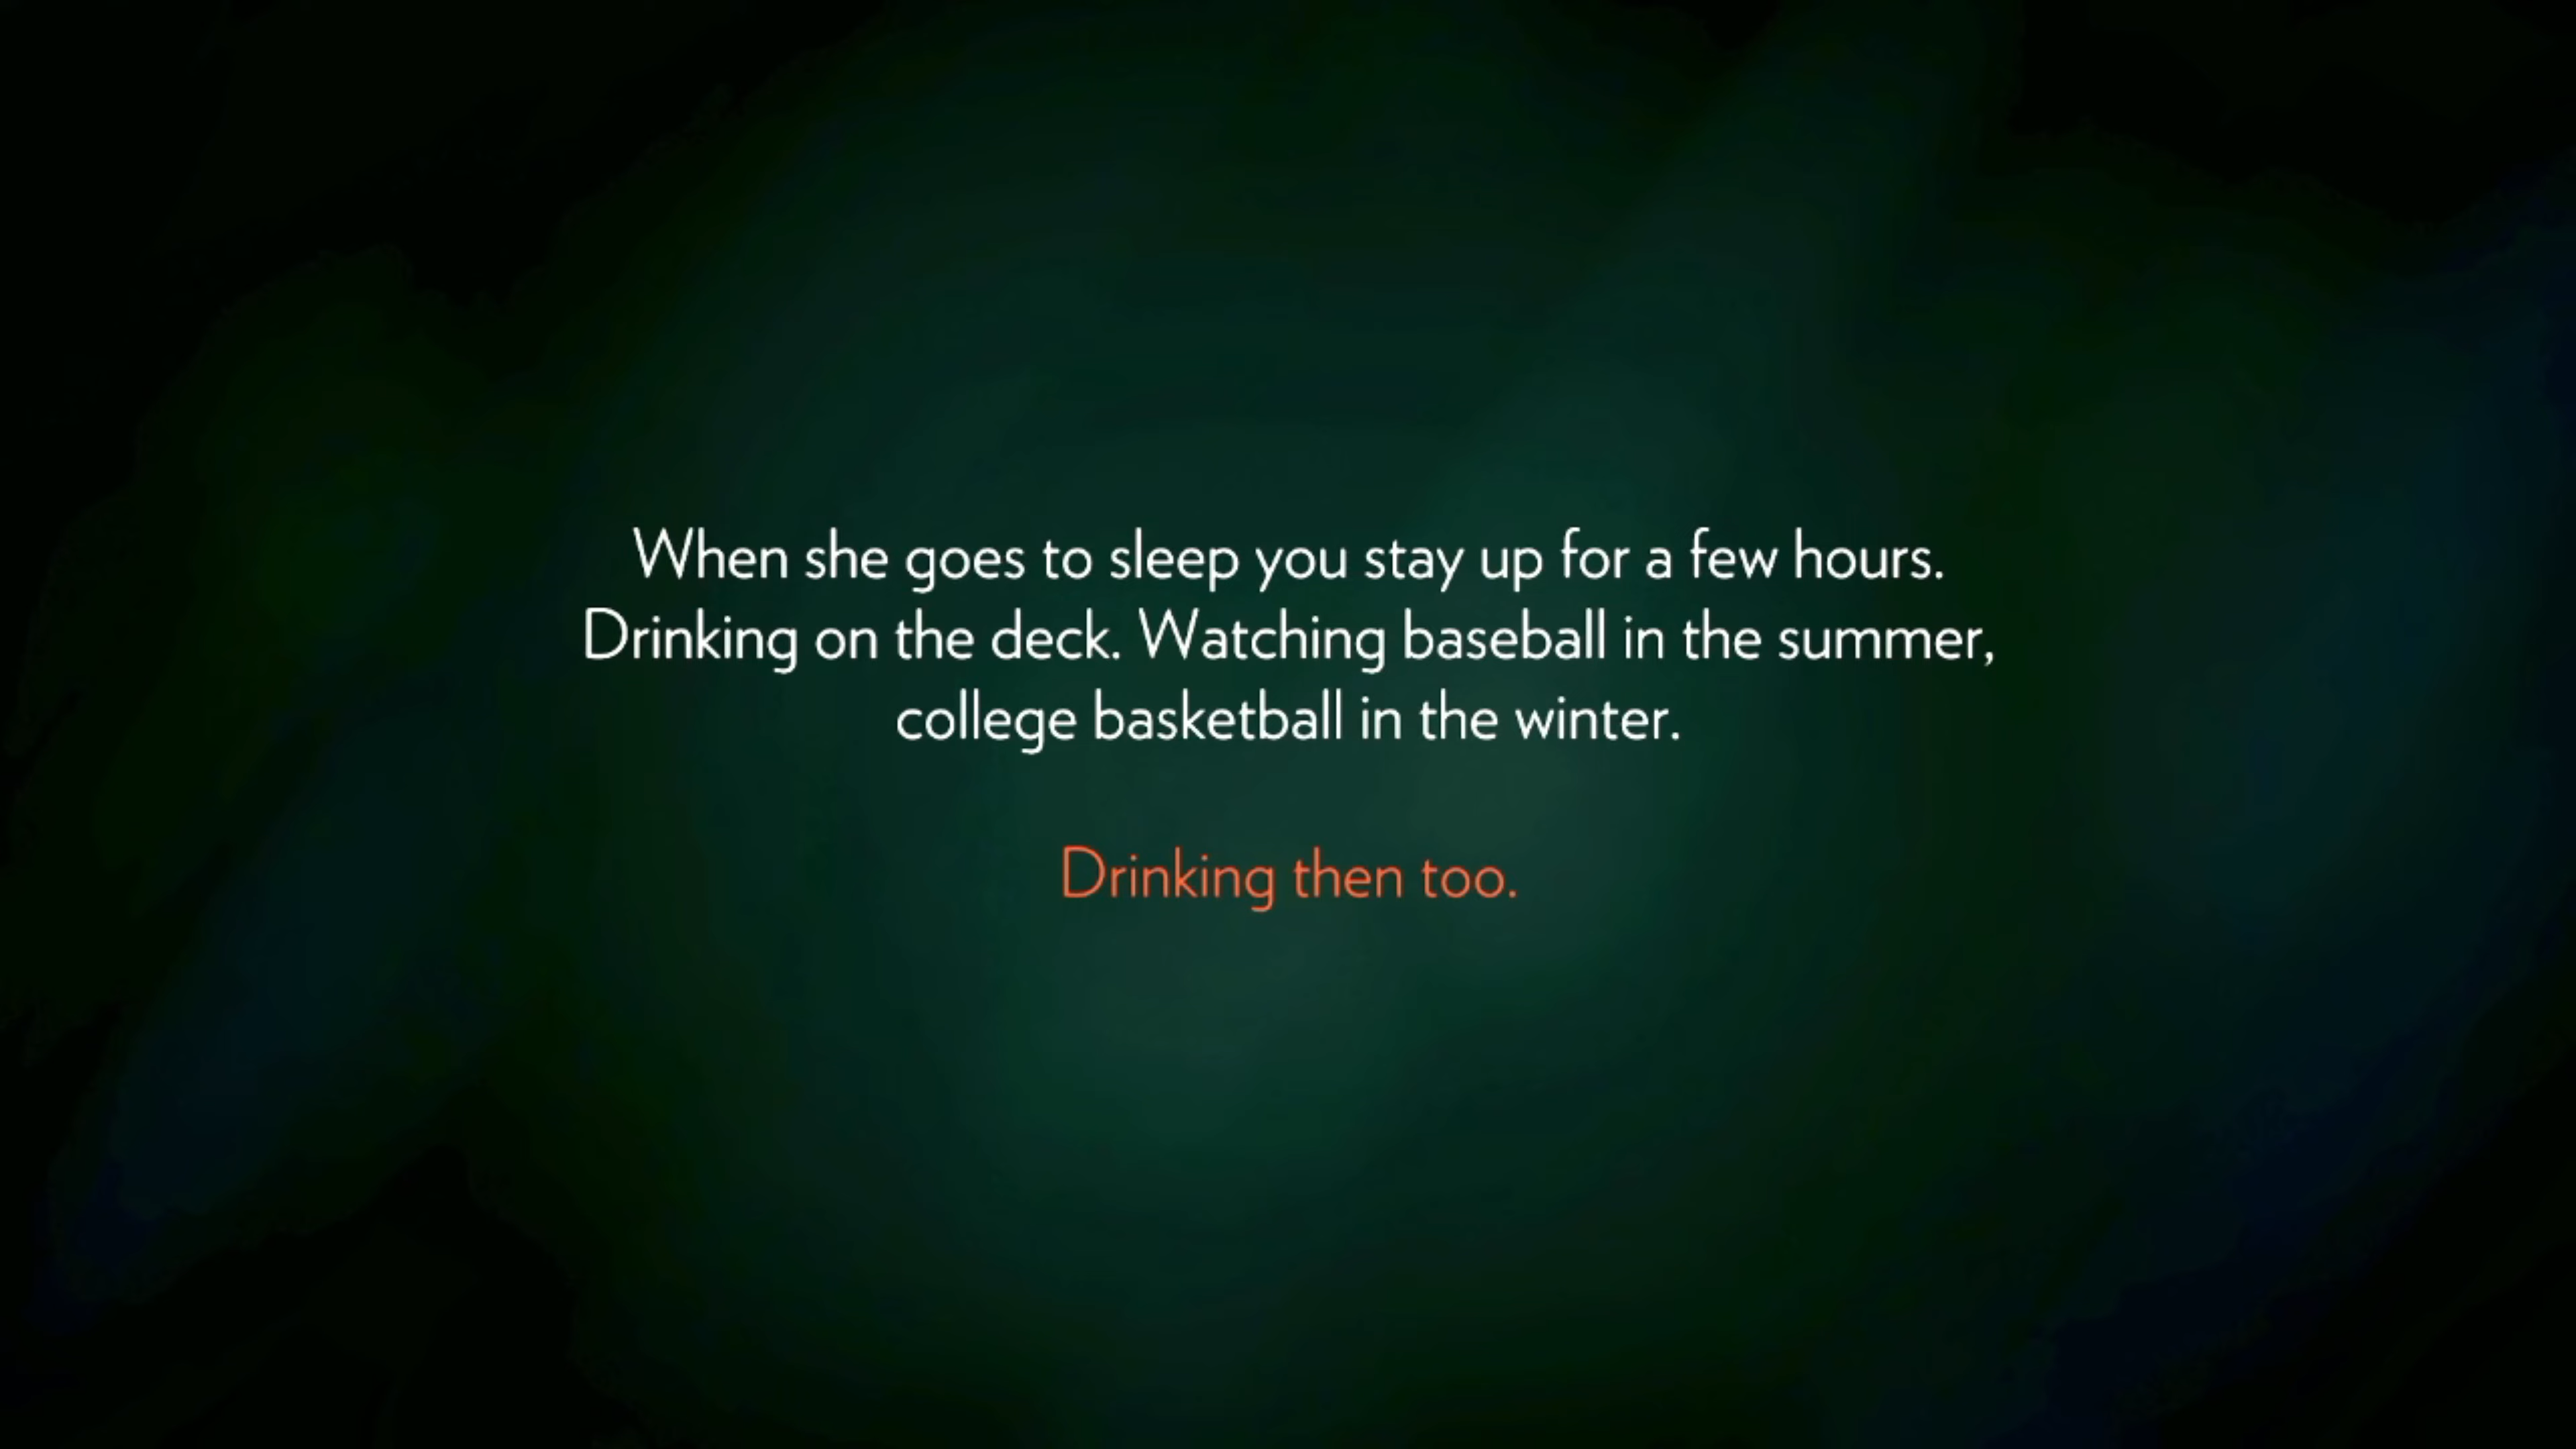 When she goes to sleep you stay up for a few hours.
Drinking on the deck. Watching baseball in the summer,
college basketball in the winter.
Drinking then too.